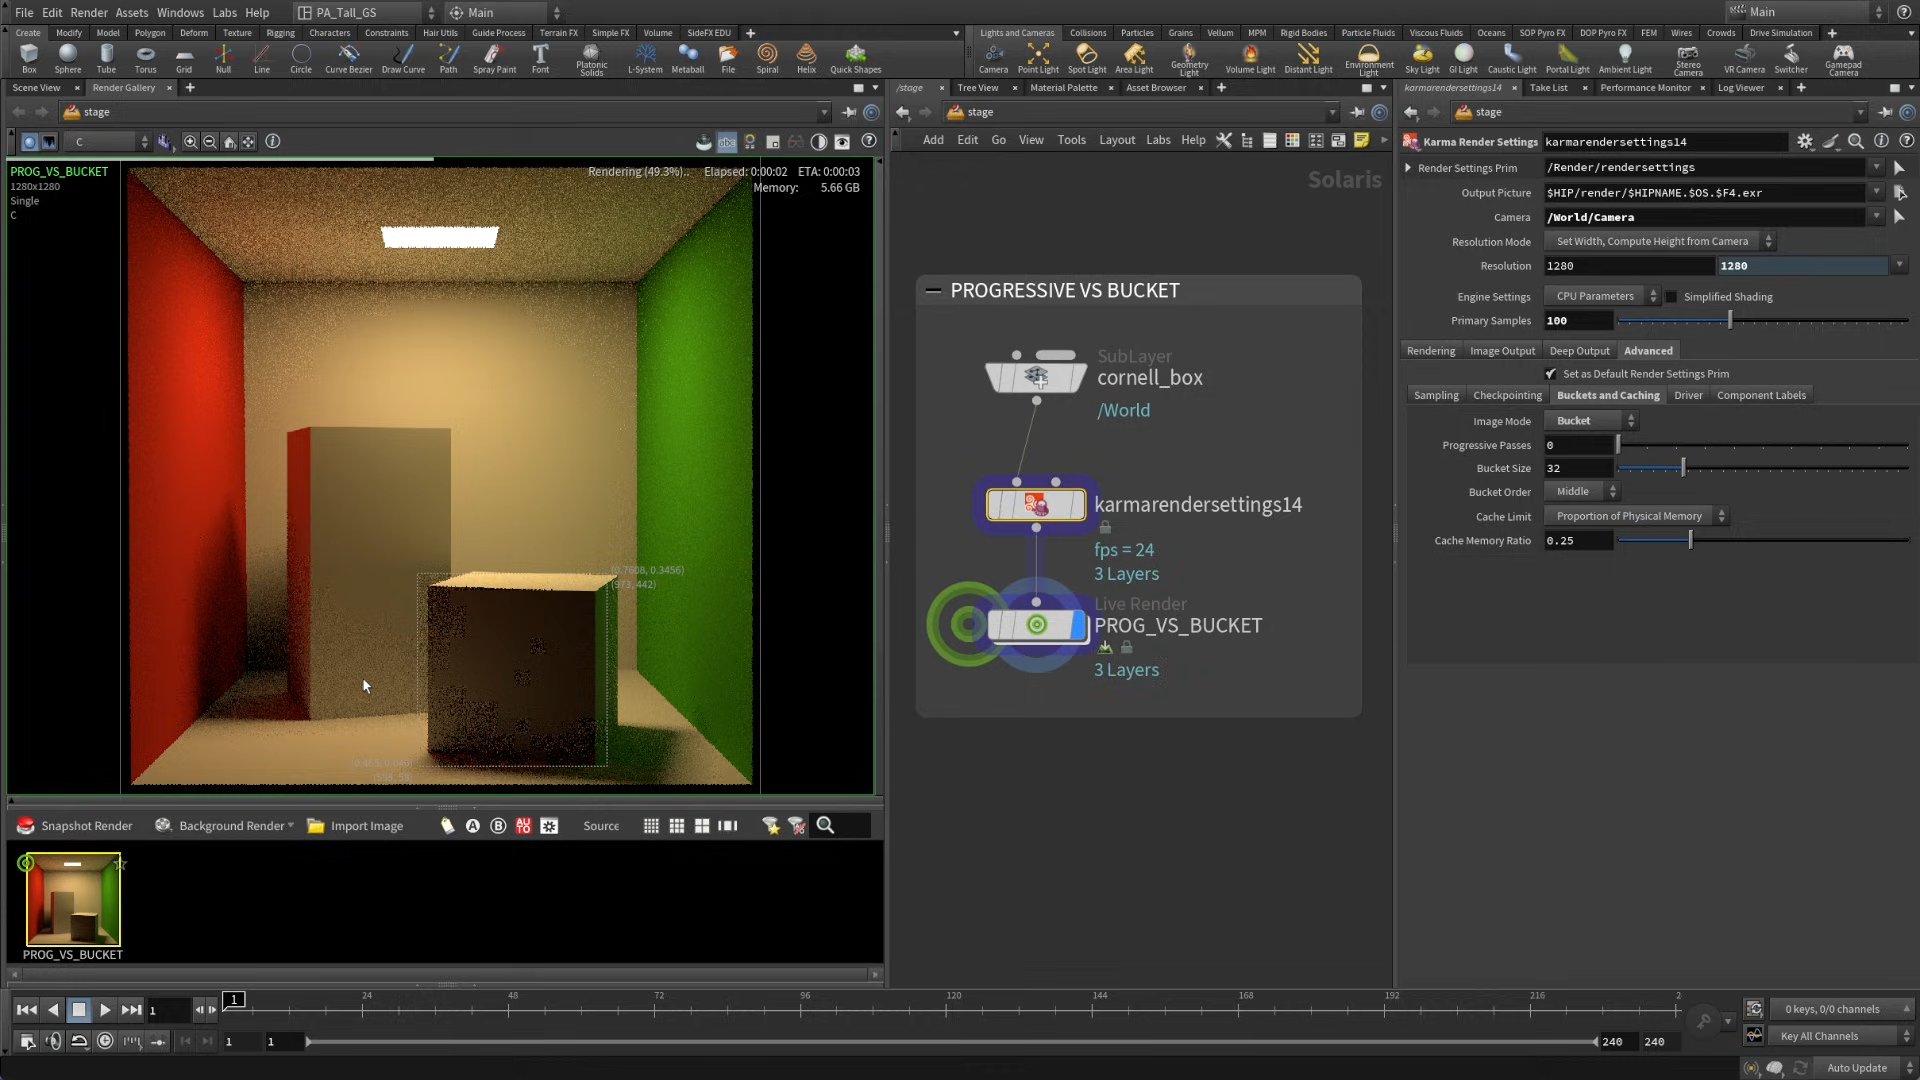 File Edit Render Assets Windows Labs Help PA_Tall_GS Main Main
Create Modify Model Polygon Deform Texture Rigging Characters Constraints Hair Utils Guide Process Terrain FX Simple FX Volume SideFX EDU
Lights and Cameras Collisions Particles Grains Vellum MPM Rigid Bodies Particle Fluids Viscous Fluids Oceans SOP Pyro FX DOP Pyro FX FEM Wires Crowds Drive Simulation
Box Sphere Tube Torus Grid Null Line Circle Curve Bezier Draw Curve Path Spray Paint Font Platonic Solids L-System Metaball File Spiral Helix Quick Shapes
Camera Point Light Spot Light Area Light Geometry Light Volume Light Distant Light Environment Light Sky Light GI Light Caustic Light Portal Light Ambient Light Stereo Camera VR Camera Switcher Gamepad Camera
Scene View Render Gallery
stage
C
PROG_VS_BUCKET
1280x1280
Single
C
Rendering (49.3%).. Elapsed: 0:00:02 ETA: 0:00:03
Memory: 5.66 GB
(0.7608, 0.3456)
(973, 442)
Snapshot Render Background Render Import Image A B AUTO Source
PROG_VS_BUCKET
/stage Tree View Material Palette Asset Browser
stage
Add Edit Go View Tools Layout Labs Help
Solaris
PROGRESSIVE VS BUCKET
SubLayer
cornell_box
/World
karmarendersettings14
fps = 24
3 Layers
Live Render
PROG_VS_BUCKET
3 Layers
karmarendersettings14 Take List Performance Monitor Log Viewer
stage
Karma Render Settings karmarendersettings14
Render Settings Prim /Render/rendersettings
Output Picture $HIP/render/$HIPNAME.$OS.$F4.exr
Camera /World/Camera
Resolution Mode Set Width, Compute Height from Camera
Resolution 1280 1280
Engine Settings CPU Parameters Simplified Shading
Primary Samples 100
Rendering Image Output Deep Output Advanced
Set as Default Render Settings Prim
Sampling Checkpointing Buckets and Caching Driver Component Labels
Image Mode Bucket
Progressive Passes 0
Bucket Size 32
Bucket Order Middle
Cache Limit Proportion of Physical Memory
Cache Memory Ratio 0.25
1 1 24 48 72 96 120 144 168 192 216 2
0 keys, 0/0 channels
1 1 240 240
Key All Channels
Auto Update